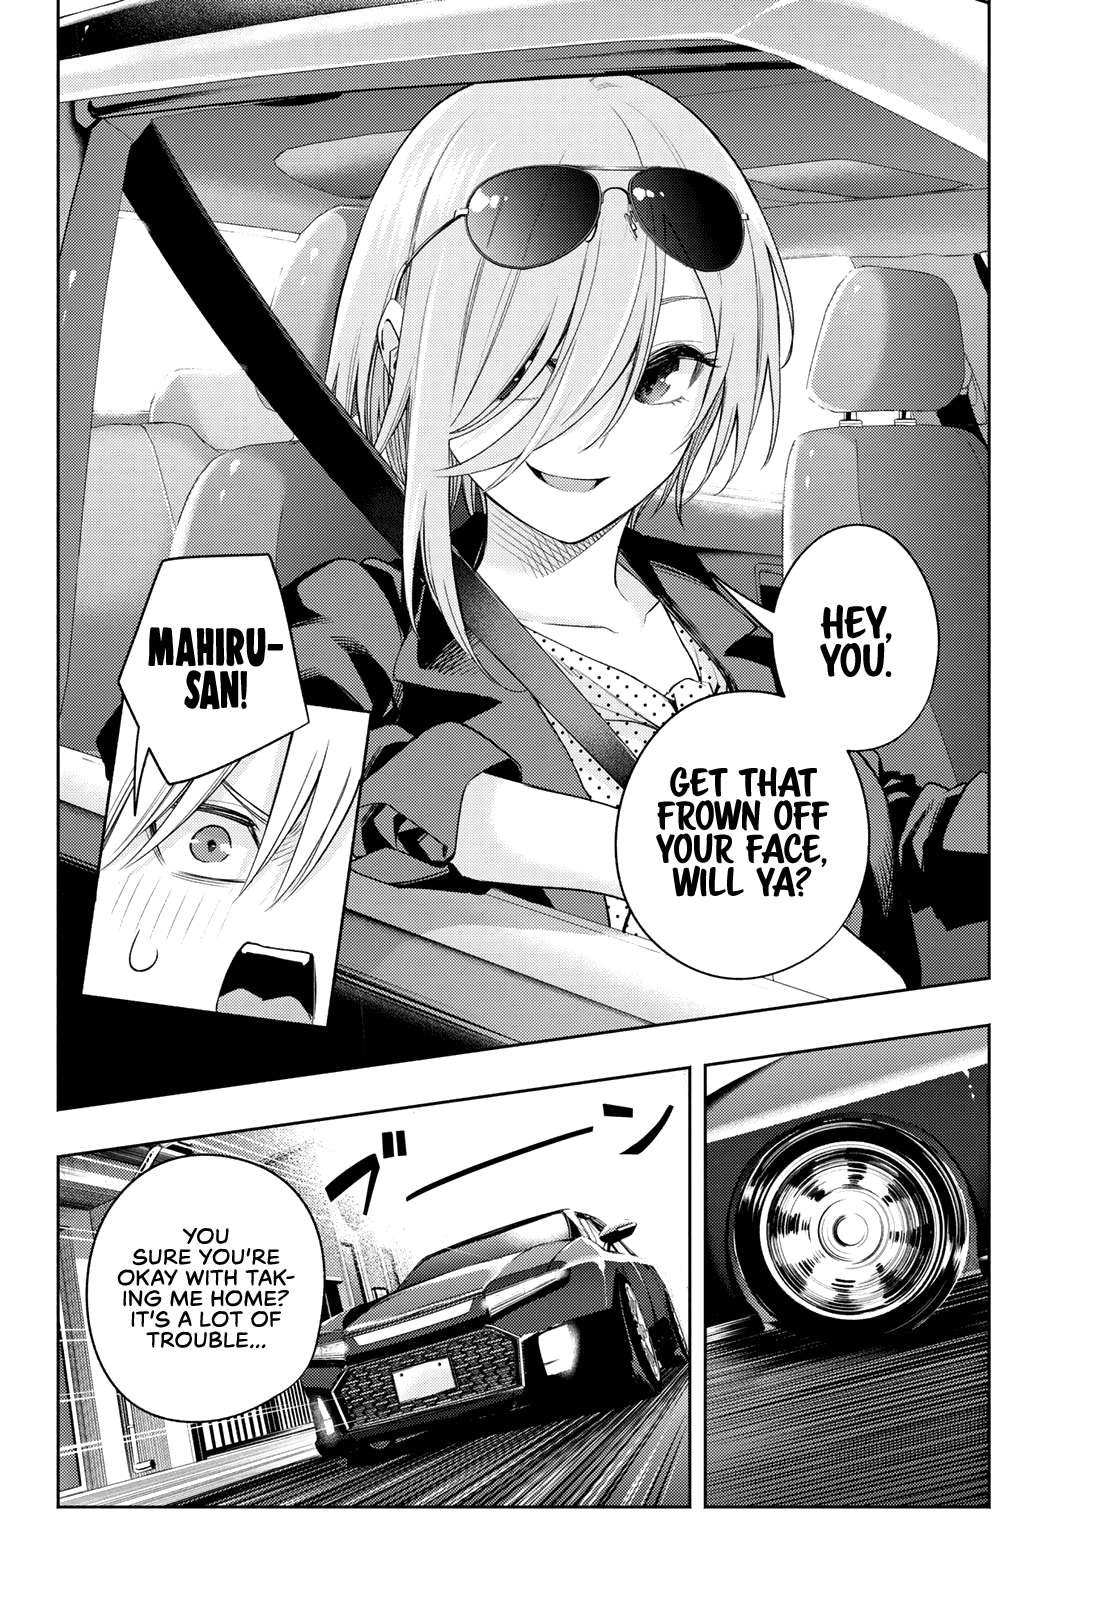 HEY,
YOU.
GET THAT
FROWN OFF
YOUR FACE,
WILL YA?
MAHIRU-
SAN!
ブーン
YOU
SURE YOU'RE
OKAY WITH TAK-
ING ME HOME?
IT'S A LOT OF
TROUBLE...